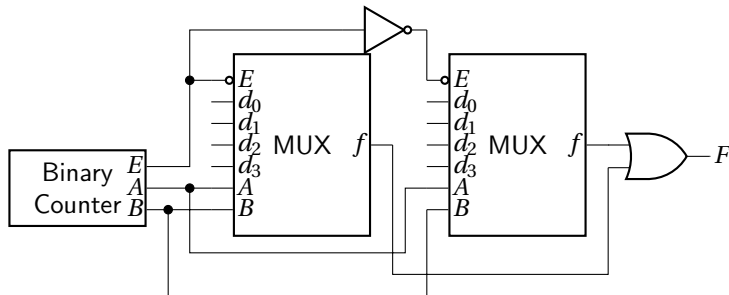 Binary
Counter
E
A
B
E
d0
d1
d2
d3
A
B
MUX
f
E
d0
d1
d2
d3
A
B
MUX
f
F